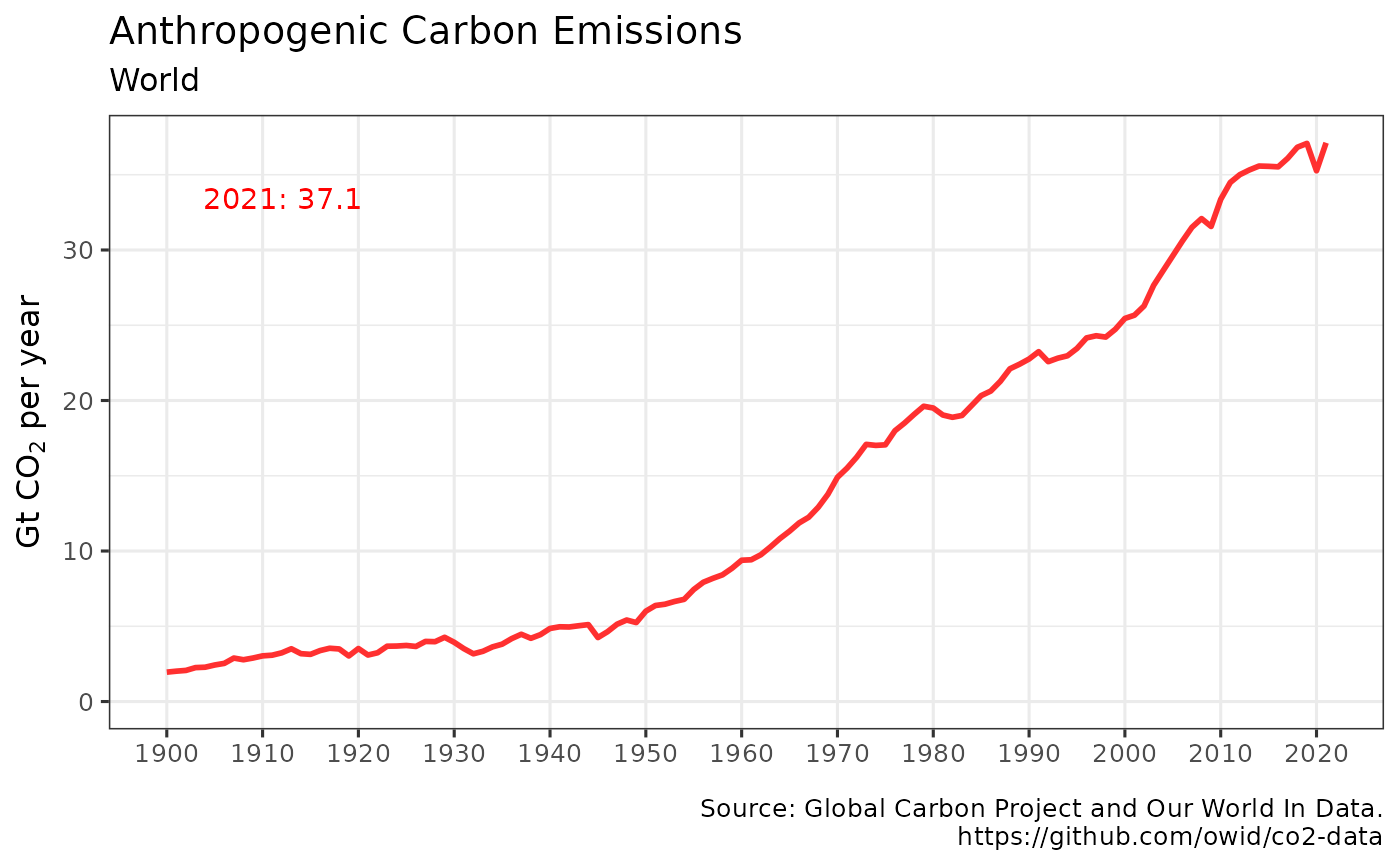 Anthropogenic Carbon Emissions
World
2021: 37.1
Gt CO₂ per year
30
20
10
0
1900 1910 1920 1930 1940 1950 1960 1970 1980 1990 2000 2010 2020
Source: Global Carbon Project and Our World In Data.
https://github.com/owid/co2-data